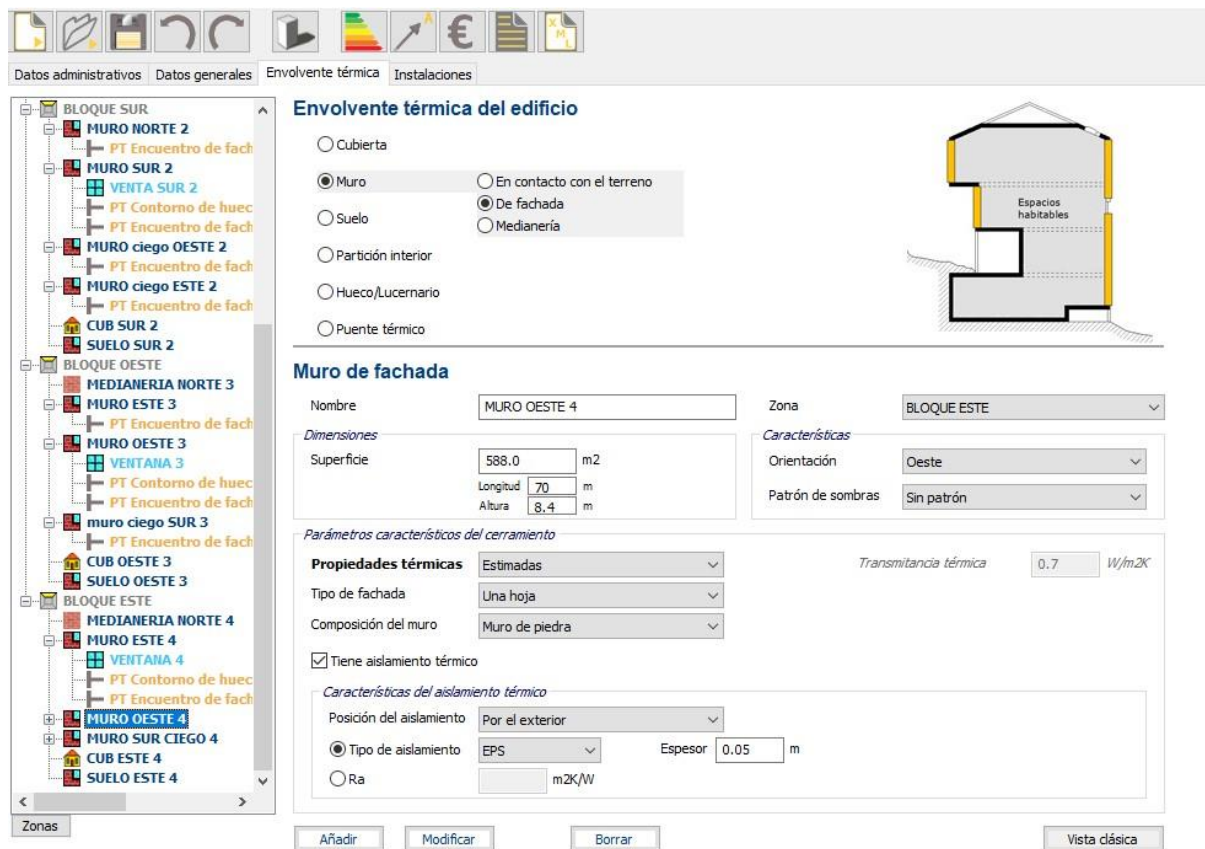 A
€
X
M
L
Datos administrativos
Datos generales
Envolvente térmica
Instalaciones
BLOQUE SUR
MURO NORTE 2
PT Encuentro de fach
MURO SUR 2
VENTA SUR 2
PT Contorno de huec
PT Encuentro de fach
MURO ciego OESTE 2
PT Encuentro de fach
MURO ciego ESTE 2
PT Encuentro de fach
CUB SUR 2
SUELO SUR 2
BLOQUE OESTE
MEDIANERIA NORTE 3
MURO ESTE 3
PT Encuentro de fach
MURO OESTE 3
VENTANA 3
PT Contorno de huec
PT Encuentro de fach
muro ciego SUR 3
PT Encuentro de fach
CUB OESTE 3
SUELO OESTE 3
BLOQUE ESTE
MEDIANERIA NORTE 4
MURO ESTE 4
VENTANA 4
PT Contorno de huec
PT Encuentro de fach
MURO OESTE 4
MURO SUR CIEGO 4
CUB ESTE 4
SUELO ESTE 4
Zonas
Envolvente térmica del edificio
Cubierta
Muro
En contacto con el terreno
De fachada
Medianería
Suelo
Partición interior
Hueco/Lucernario
Puente térmico
Espacios
habitables
Muro de fachada
Nombre MURO OESTE 4
Zona BLOQUE ESTE
Dimensiones
Superficie 588.0 m2
Longitud 70 m
Altura 8.4 m
Características
Orientación Oeste
Patrón de sombras Sin patrón
Parámetros característicos del cerramiento
Propiedades térmicas Estimadas
Transmitancia térmica 0.7 W/m2K
Tipo de fachada Una hoja
Composición del muro Muro de piedra
Tiene aislamiento térmico
Características del aislamiento térmico
Posición del aislamiento Por el exterior
Tipo de aislamiento EPS Espesor 0.05 m
Ra m2K/W
Añadir
Modificar
Borrar
Vista clásica